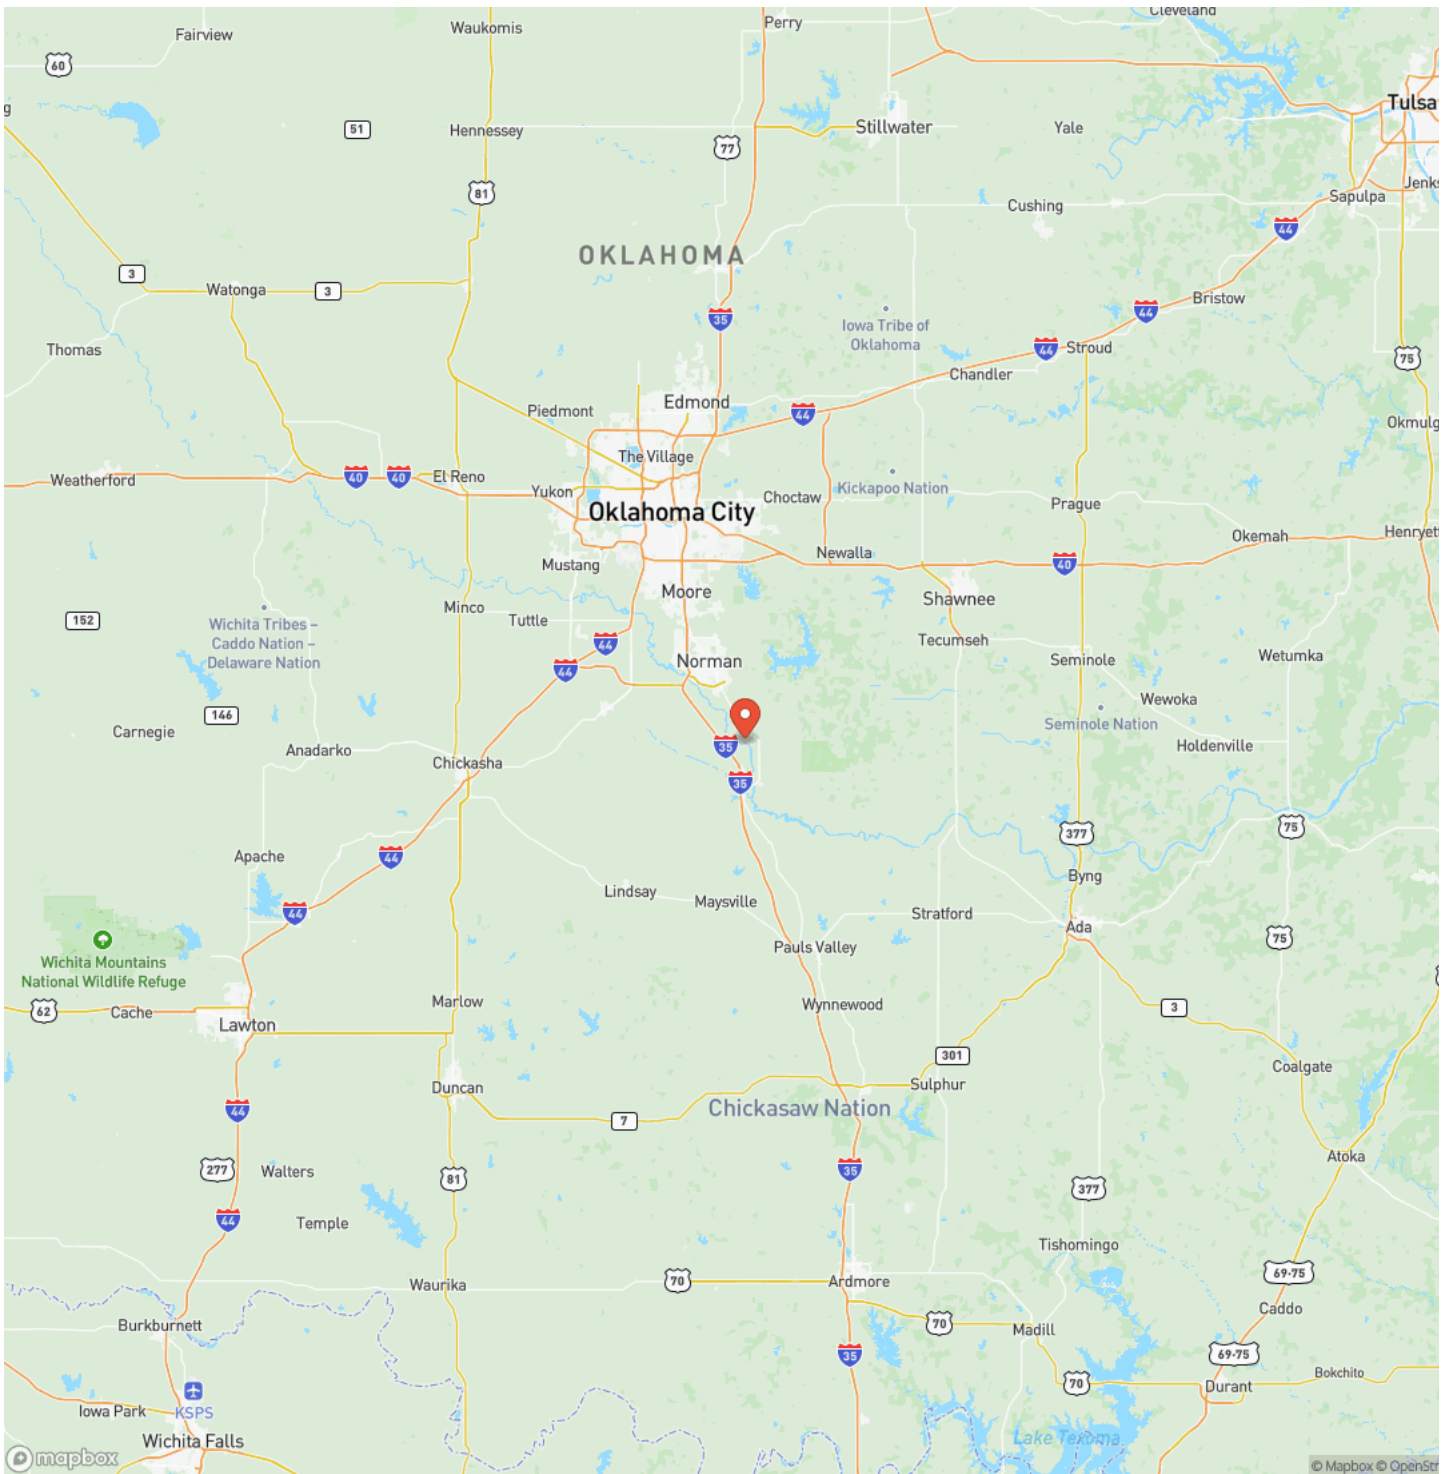 Cleveland
Perry
Waukomis
Fairview
60
Tulsa
51
Hennessey
Stillwater
Yale
77
81
Jenks
Sapulpa
Cushing
44
OKLAHOMA
3
Watonga
3
Bristow
35
44
Iowa Tribe of
Oklahoma
Thomas
44
Stroud
75
Chandler
Edmond
Piedmont
44
Okmulg
The Village
Weatherford
40
40
El Reno
Yukon
Choctaw
Kickapoo Nation
Prague
Oklahoma City
Okemah
Henryett
Newalla
40
Mustang
Moore
Shawnee
Minco
Tuttle
152
Wichita Tribes –
Caddo Nation –
Delaware Nation
44
44
Tecumseh
Norman
Seminole
Wetumka
Wewoka
146
Seminole Nation
Carnegie
Anadarko
35
Holdenville
Chickasha
35
377
75
44
Apache
Byng
Lindsay
Maysville
Stratford
44
Ada
75
Pauls Valley
Wichita Mountains
National Wildlife Refuge
Marlow
Wynnewood
62
Cache
3
Lawton
301
Coalgate
Duncan
Sulphur
44
Chickasaw Nation
7
Atoka
35
277
Walters
81
377
44
Temple
Tishomingo
69-75
Waurika
70
Ardmore
Caddo
Burkburnett
70
Madill
35
69-75
Bokchito
70
Durant
KSPS
Iowa Park
Wichita Falls
Lake Texoma
mapbox
© Mapbox © OpenStr